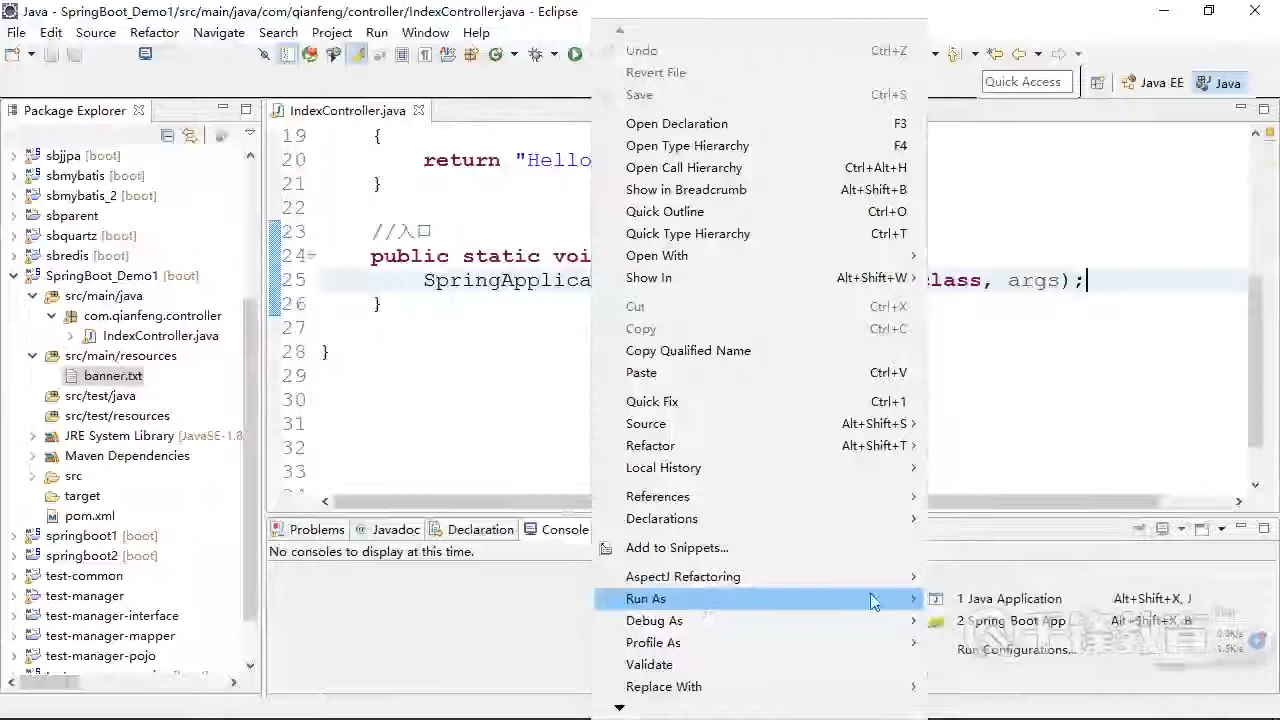 Java - SpringBoot_Demo1/src/main/java/com/qianfeng/controller/IndexController.java - Eclipse
File Edit Source Refactor Navigate Search Project Run Window Help
Quick Access
Java EE
Java
Package Explorer
IndexController.java
sbjjpa [boot]
sbmybatis [boot]
sbmybatis_2 [boot]
sbparent
sbquartz [boot]
sbredis [boot]
SpringBoot_Demo1 [boot]
src/main/java
com.qianfeng.controller
IndexController.java
src/main/resources
banner.txt
src/test/java
src/test/resources
JRE System Library [JavaSE-1.8
Maven Dependencies
src
target
pom.xml
springboot1 [boot]
springboot2 [boot]
test-common
test-manager
test-manager-interface
test-manager-mapper
test-manager-pojo
19 {
20 return "Hello
21 }
22
23 //入口
24 public static voi
25 SpringApplica
lass, args);
26 }
27
28 }
29
30
31
32
33
Problems
@ Javadoc
Declaration
Console
No consoles to display at this time.
Undo Ctrl+Z
Revert File
Save Ctrl+S
Open Declaration F3
Open Type Hierarchy F4
Open Call Hierarchy Ctrl+Alt+H
Show in Breadcrumb Alt+Shift+B
Quick Outline Ctrl+O
Quick Type Hierarchy Ctrl+T
Open With
Show In Alt+Shift+W
Cut Ctrl+X
Copy Ctrl+C
Copy Qualified Name
Paste Ctrl+V
Quick Fix Ctrl+1
Source Alt+Shift+S
Refactor Alt+Shift+T
Local History
References
Declarations
Add to Snippets...
AspectJ Refactoring
Run As
Debug As
Profile As
Validate
Replace With
1 Java Application Alt+Shift+X, J
2 Spring Boot App Alt+Shift+X, B
Run Configurations...